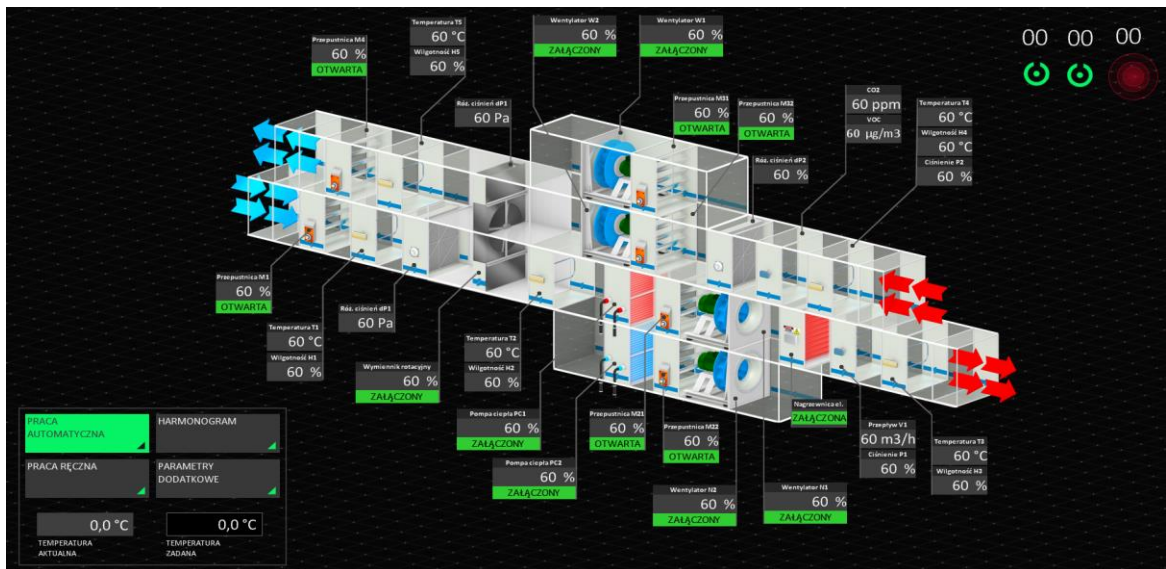 00 00 00
Temperatura T5
60 °C
Wilgotność H5
60 %
Wentylator W2
60 %
ZAŁĄCZONY
Wentylator W1
60 %
ZAŁĄCZONY
Przepustnica M4
60 %
OTWARTA
Róż. ciśnień dP1
60 Pa
Przepustnica M31
60 %
OTWARTA
Przepustnica M32
60 %
OTWARTA
CO2
60 ppm
VOC
60 µg/m3
Temperatura T4
60 °C
Wilgotność H4
60 °C
Ciśnienie P2
60 %
Róż. ciśnień dP2
60 %
Przepustnica M1
60 %
OTWARTA
Temperatura T1
60 °C
Wilgotność H1
60 %
Róż. ciśnień dP1
60 Pa
Wymiennik rotacyjny
60 %
ZAŁĄCZONY
Temperatura T2
60 °C
Wilgotność H2
60 %
Pompa ciepła PC1
60 %
ZAŁĄCZONY
Pompa ciepła PC2
60 %
ZAŁĄCZONY
Przepustnica M21
60 %
OTWARTA
Przepustnica M22
60 %
OTWARTA
Wentylator N2
60 %
ZAŁĄCZONY
Wentylator N1
60 %
ZAŁĄCZONY
Nagrzewnica el.
ZAŁĄCZONA
Przepływ V1
60 m3/h
Ciśnienie P1
60 %
Temperatura T3
60 °C
Wilgotność H3
60 %
PRACA
AUTOMATYCZNA
HARMONOGRAM
PRACA RĘCZNA
PARAMETRY
DODATKOWE
0,0 °C
TEMPERATURA
AKTUALNA
0,0 °C
TEMPERATURA
ZADANA